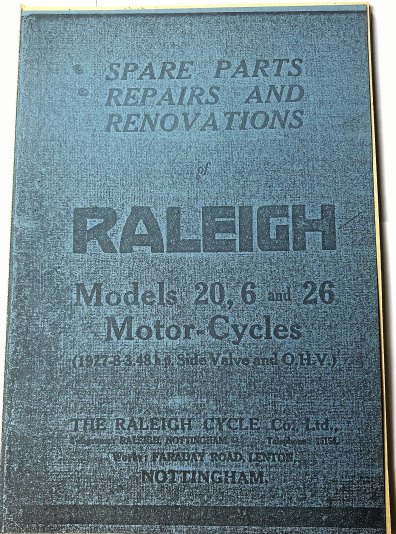 SPARE PARTS
REPAIRS AND
RENOVATIONS
of
RALEIGH
Models 20, 6 and 26
Motor-Cycles
(1927-8 3.48 h.p. Side Valve and O.H.V.)
THE RALEIGH CYCLE Co. Ltd.,
RALEIGH, NOTTINGHAM. Telephone:
Works: FARADAY ROAD, LENTON,
NOTTINGHAM.